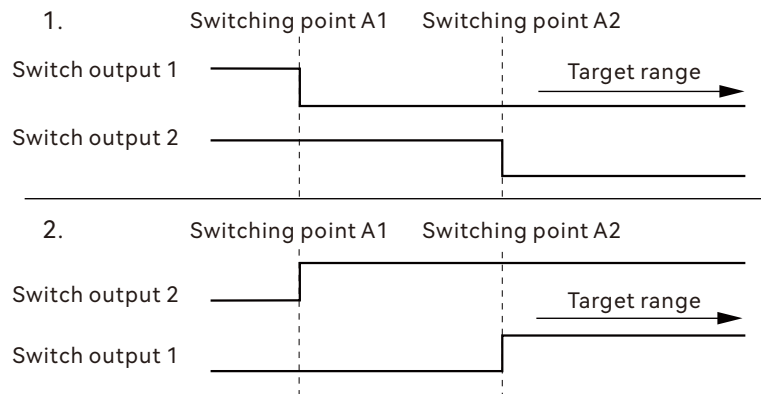 1.
Switching point A1
Switching point A2
Switch output 1
Target range
Switch output 2
2.
Switching point A1
Switching point A2
Switch output 2
Target range
Switch output 1